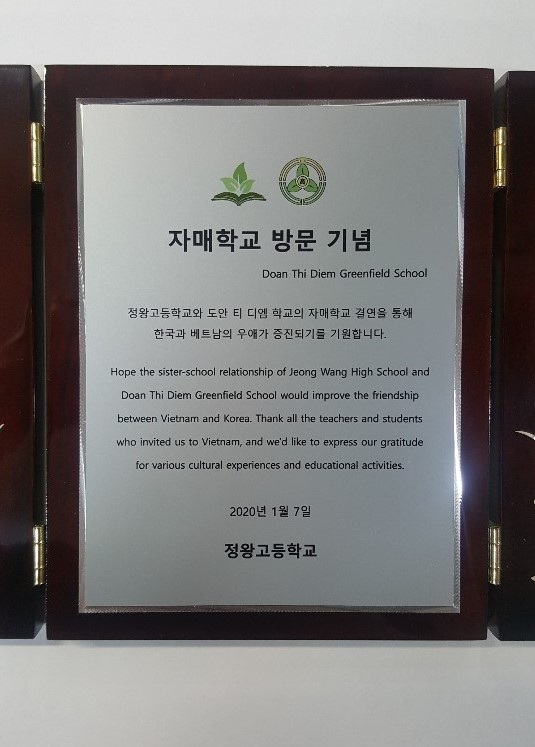 자매학교 방문 기념
Doan Thi Diem Greenfield School
정왕고등학교와 도안 티 디엠 학교의 자매학교 결연을 통해
한국과 베트남의 우애가 증진되기를 기원합니다.
Hope the sister-school relationship of Jeong Wang High School and
Doan Thi Diem Greenfield School would improve the friendship
between Vietnam and Korea. Thank all the teachers and students
who invited us to Vietnam, and we'd like to express our gratitude
for various cultural experiences and educational activities.
2020년 1월 7일
정왕고등학교